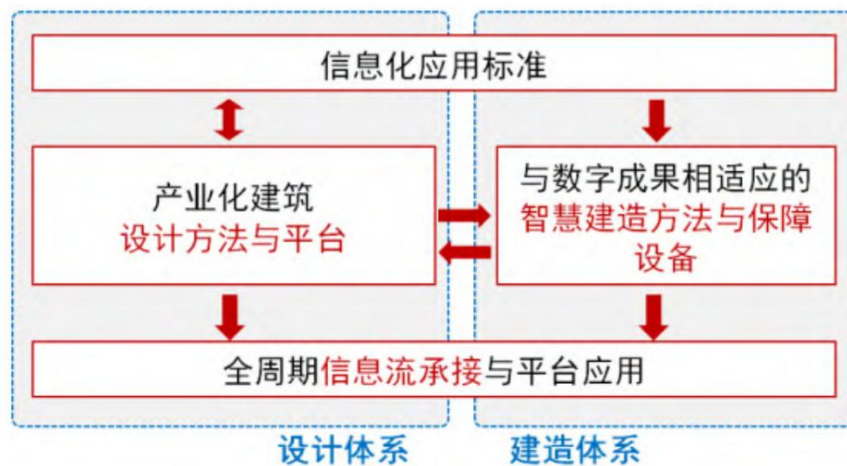 信息化应用标准
产业化建筑
设计方法与平台
与数字成果相适应的
智慧建造方法与保障
设备
全周期信息流承接与平台应用
设计体系
建造体系